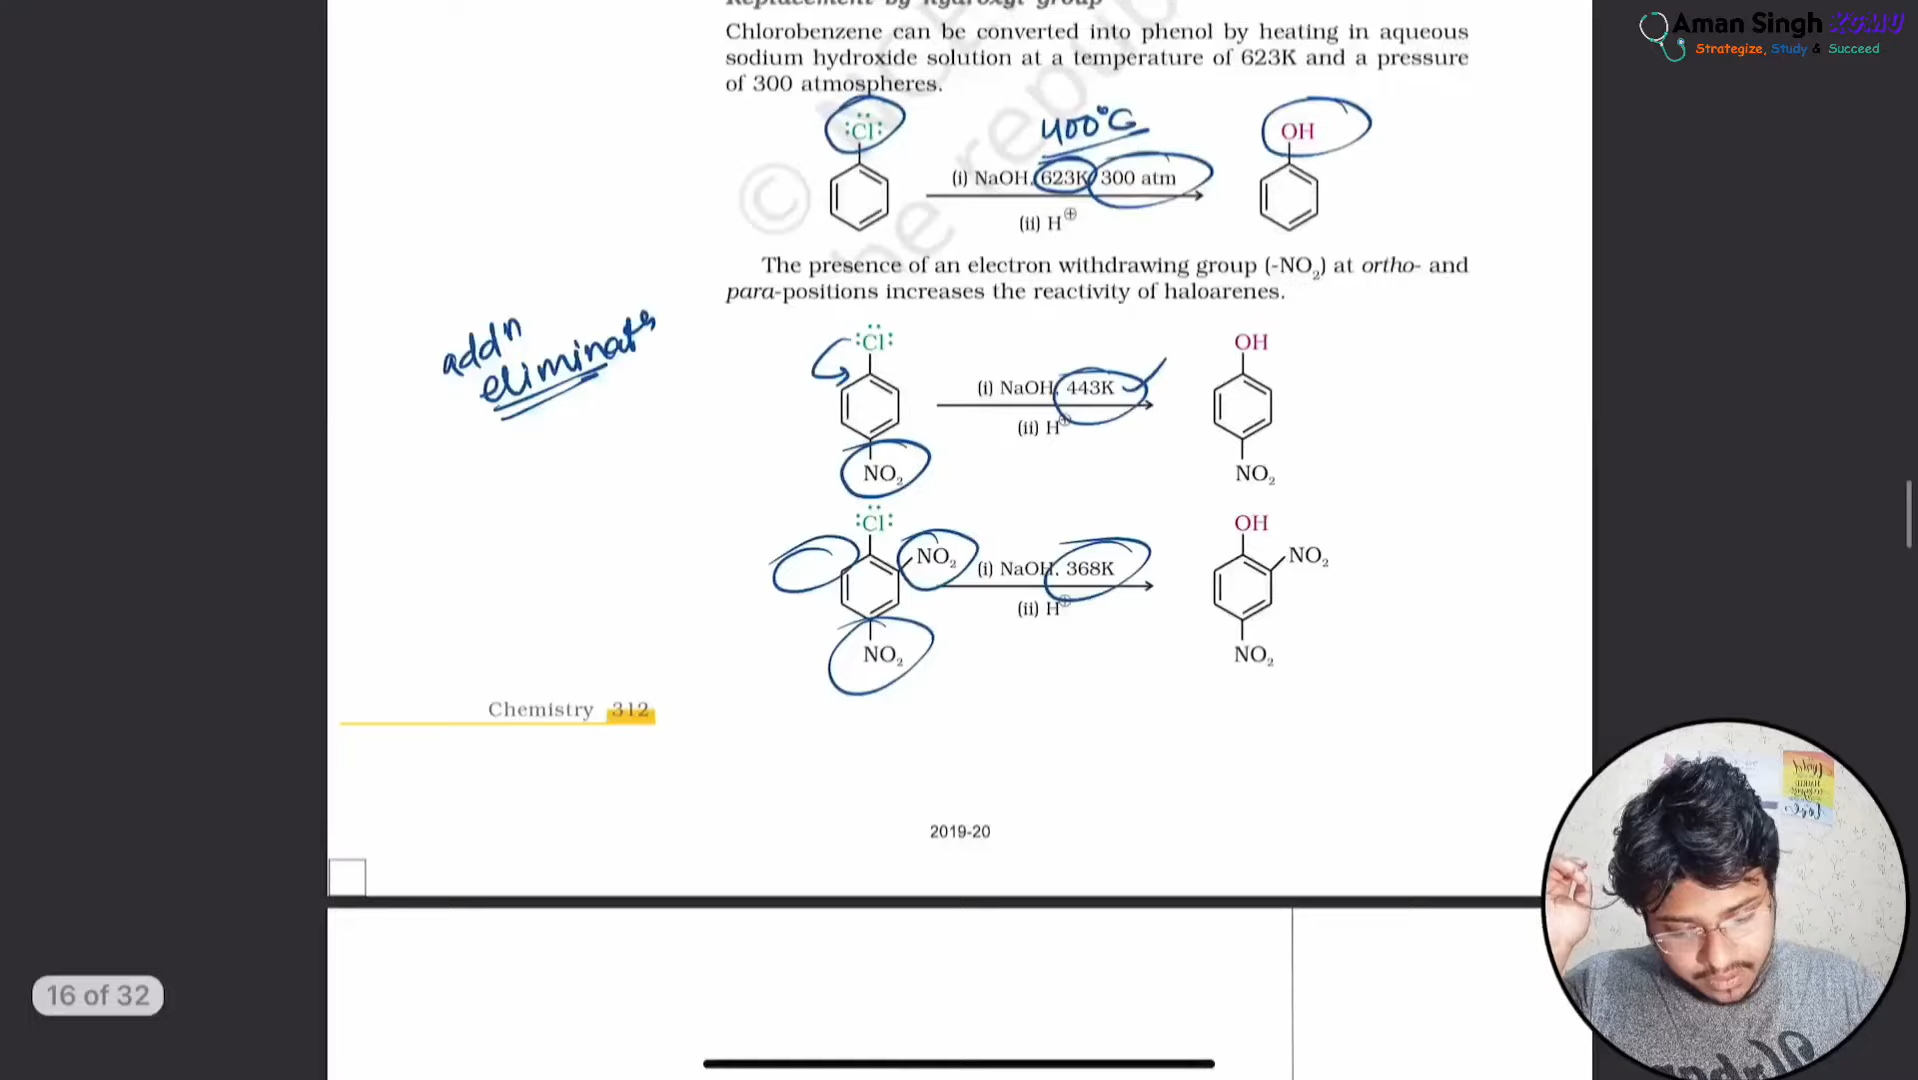 Replacement by hydroxyl group
Aman Singh KGMU
Strategize, Study & Succeed
Chlorobenzene can be converted into phenol by heating in aqueous
sodium hydroxide solution at a temperature of 623K and a pressure
of 300 atmospheres.
:Cl:
400°C
OH
(i) NaOH, 623K, 300 atm
(ii) H⊕
The presence of an electron withdrawing group (-NO₂) at ortho- and
para-positions increases the reactivity of haloarenes.
addⁿ
:Cl:
OH
(i) NaOH, 443K
(ii) H⊕
NO₂
NO₂
:Cl:
OH
NO₂
NO₂
(i) NaOH, 368K
(ii) H⊕
NO₂
NO₂
Chemistry 312
2019-20
16 of 32